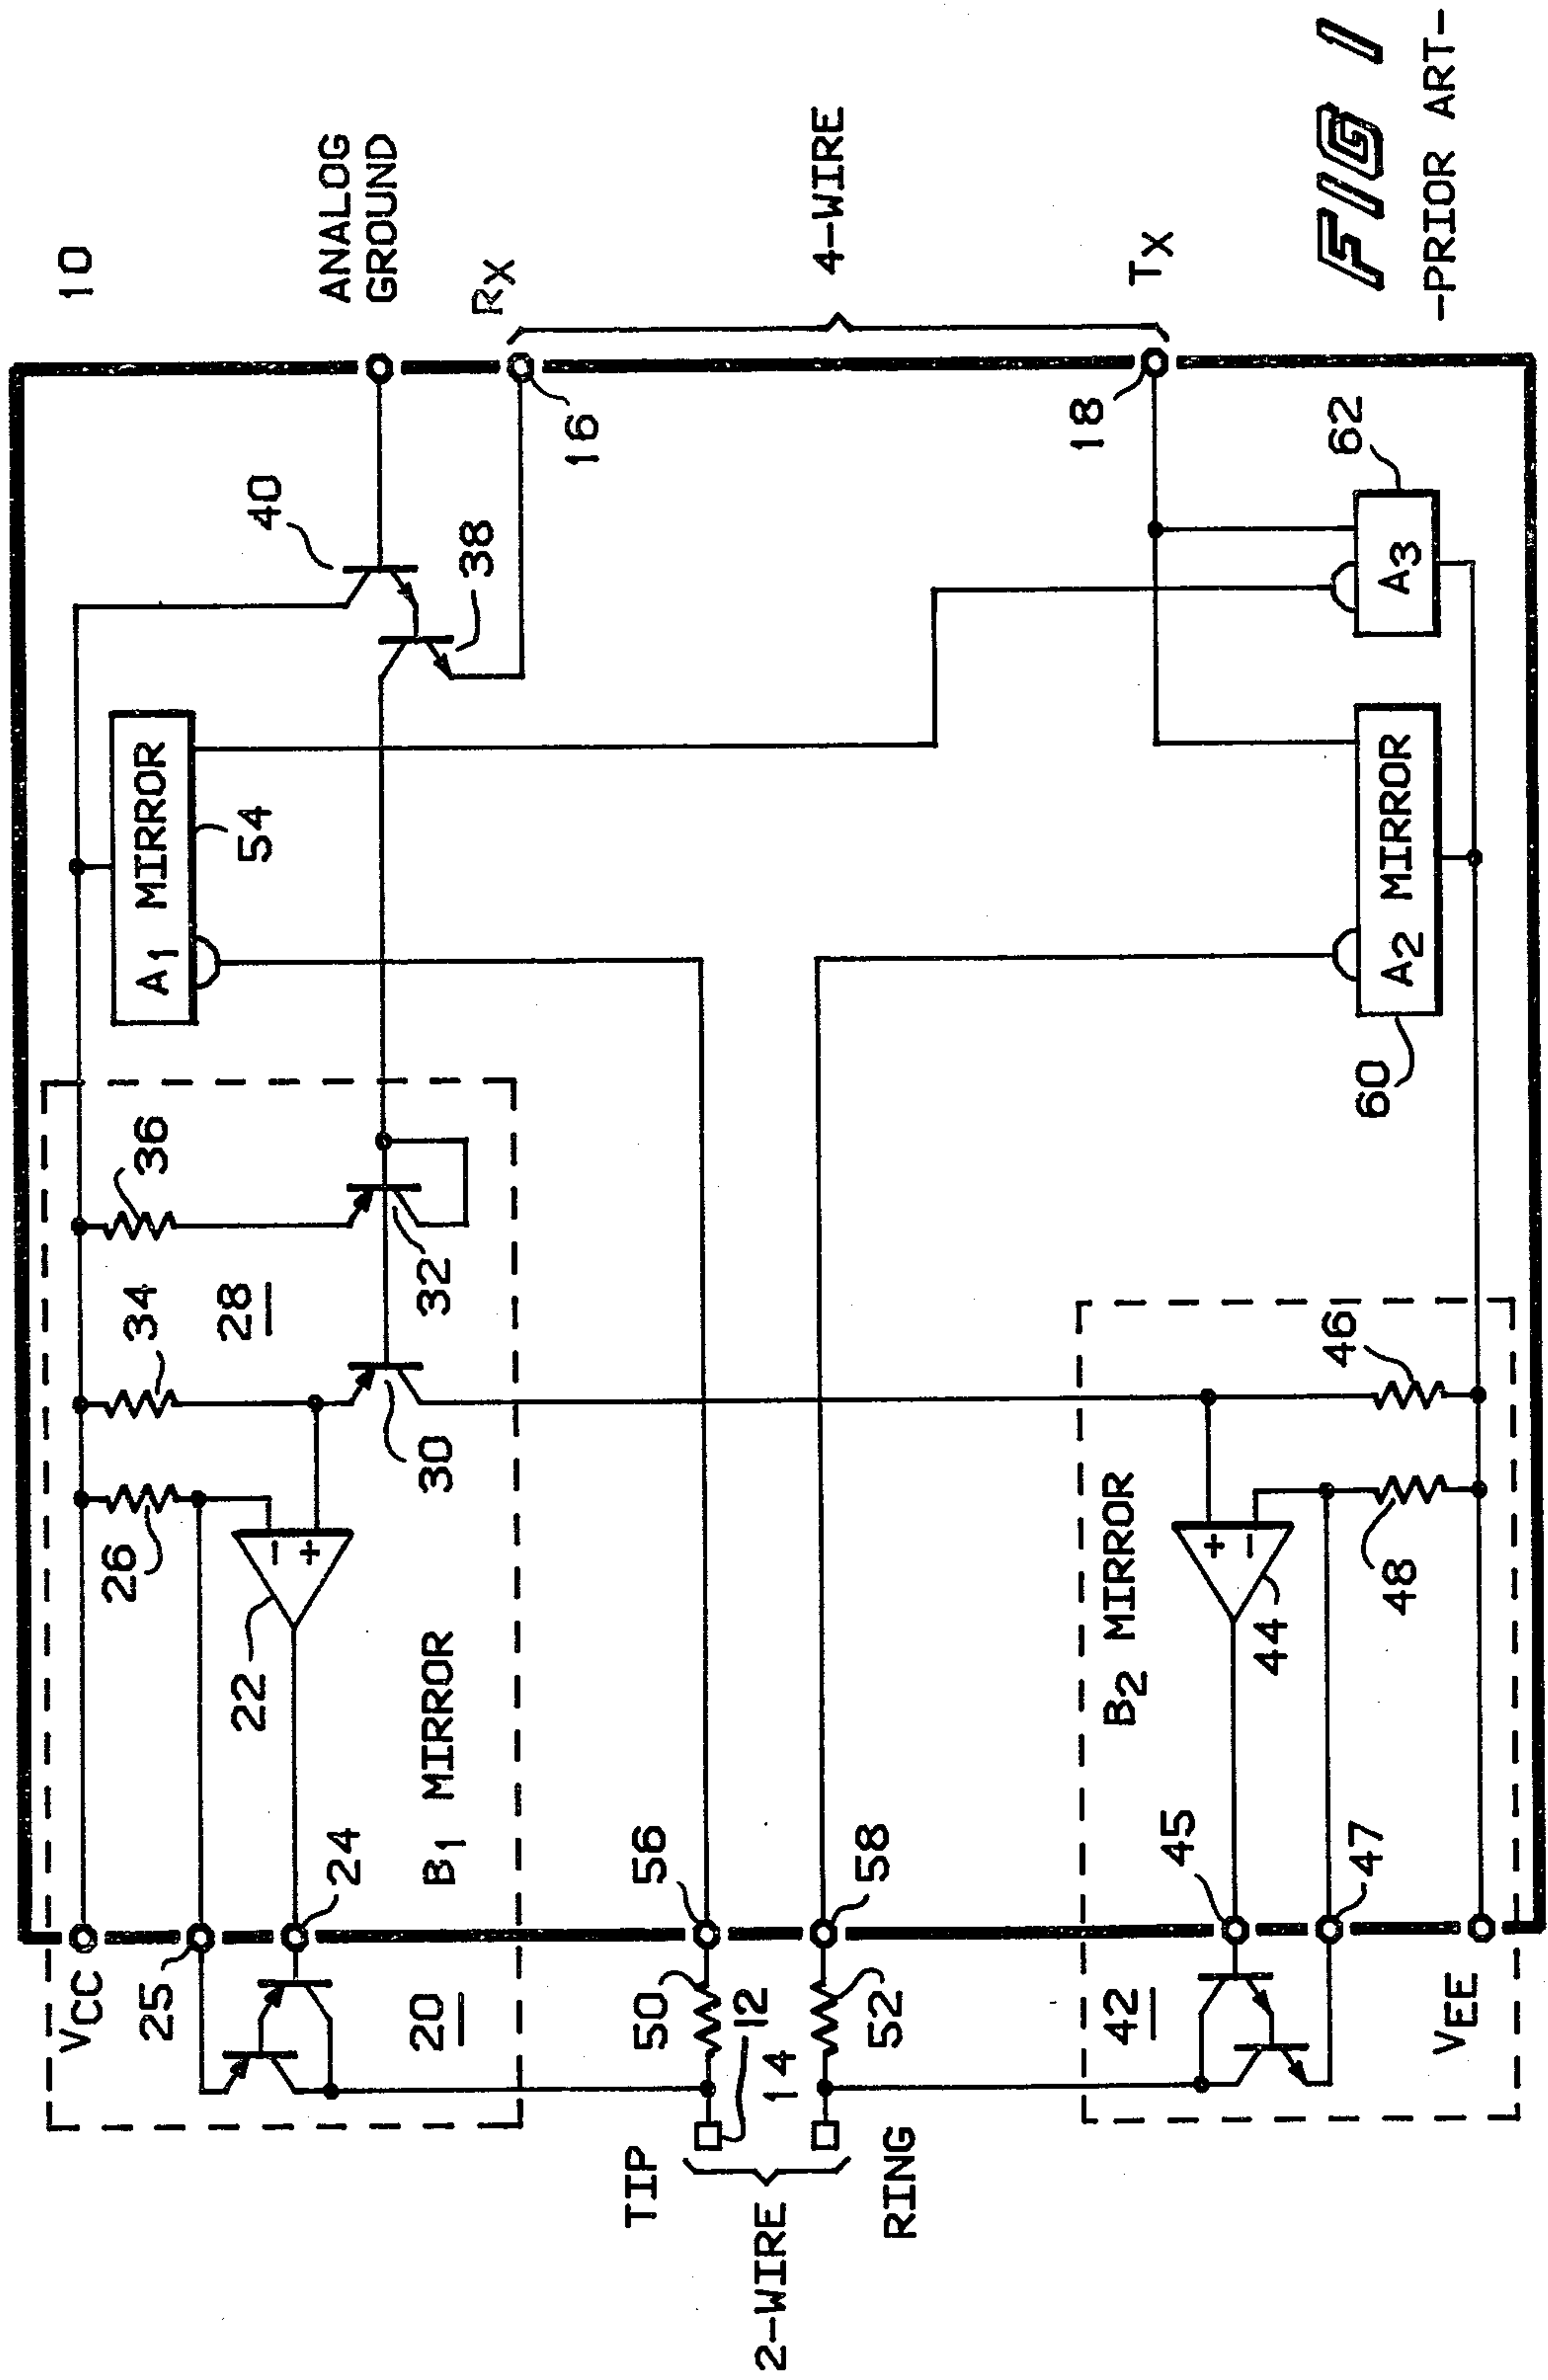 10
VCC
25
24
20
26
22
34
28
36
30
32
B1 MIRROR
A1 MIRROR
54
40
38
ANALOG
GROUND
RX
16
4-WIRE
TX
18
TIP
2-WIRE
RING
12
14
50
52
56
58
42
45
47
VEE
B2 MIRROR
44
48
46
60
A2 MIRROR
A3
62
+
−
+
−
FIG 1
-PRIOR ART-